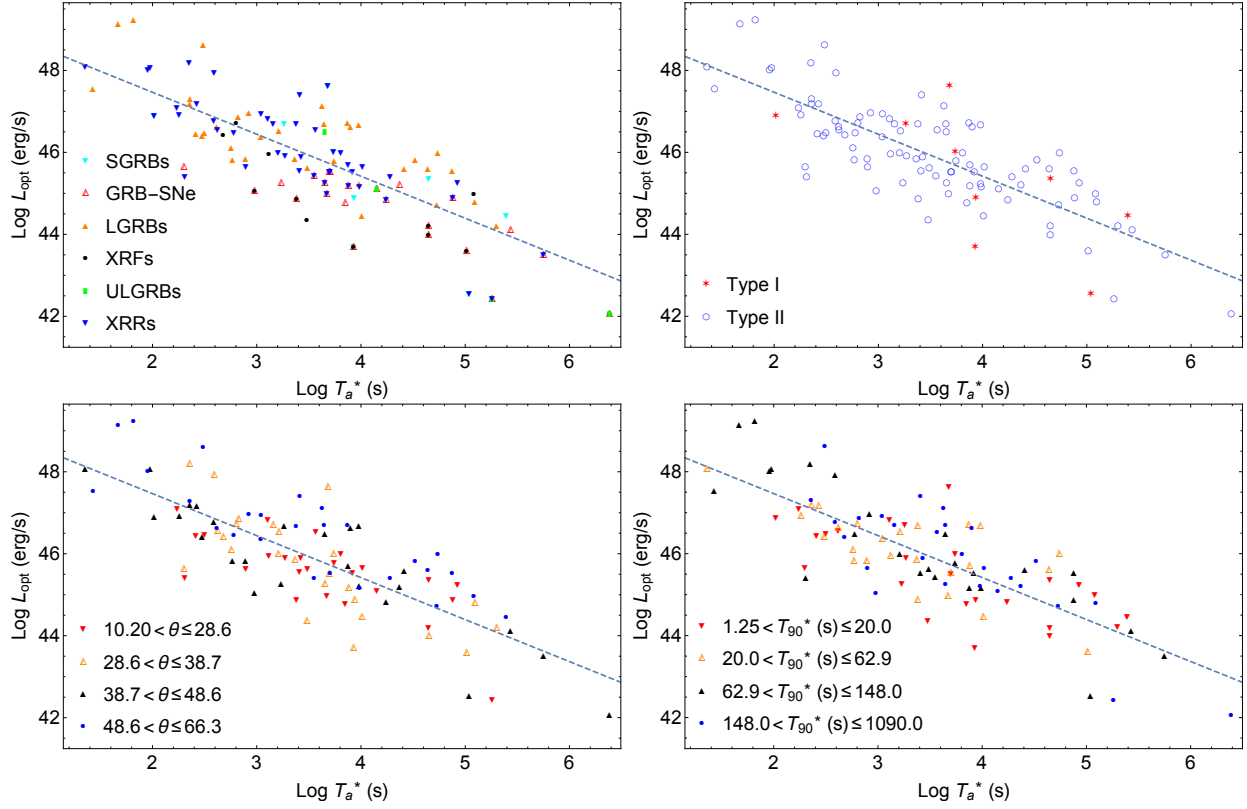 48
46
44
42
Log L_opt (erg/s)
SGRBs
GRB-SNe
LGRBs
XRFs
ULGRBs
XRRs
2 3 4 5 6
Log T_a^* (s)
48
46
44
42
Log L_opt (erg/s)
Type I
Type II
2 3 4 5 6
Log T_a^* (s)
48
46
44
42
Log L_opt (erg/s)
10.20 < θ ≤ 28.6
28.6 < θ ≤ 38.7
38.7 < θ ≤ 48.6
48.6 < θ ≤ 66.3
2 3 4 5 6
Log T_a^* (s)
48
46
44
42
Log L_opt (erg/s)
1.25 < T_90^* (s) ≤ 20.0
20.0 < T_90^* (s) ≤ 62.9
62.9 < T_90^* (s) ≤ 148.0
148.0 < T_90^* (s) ≤ 1090.0
2 3 4 5 6
Log T_a^* (s)